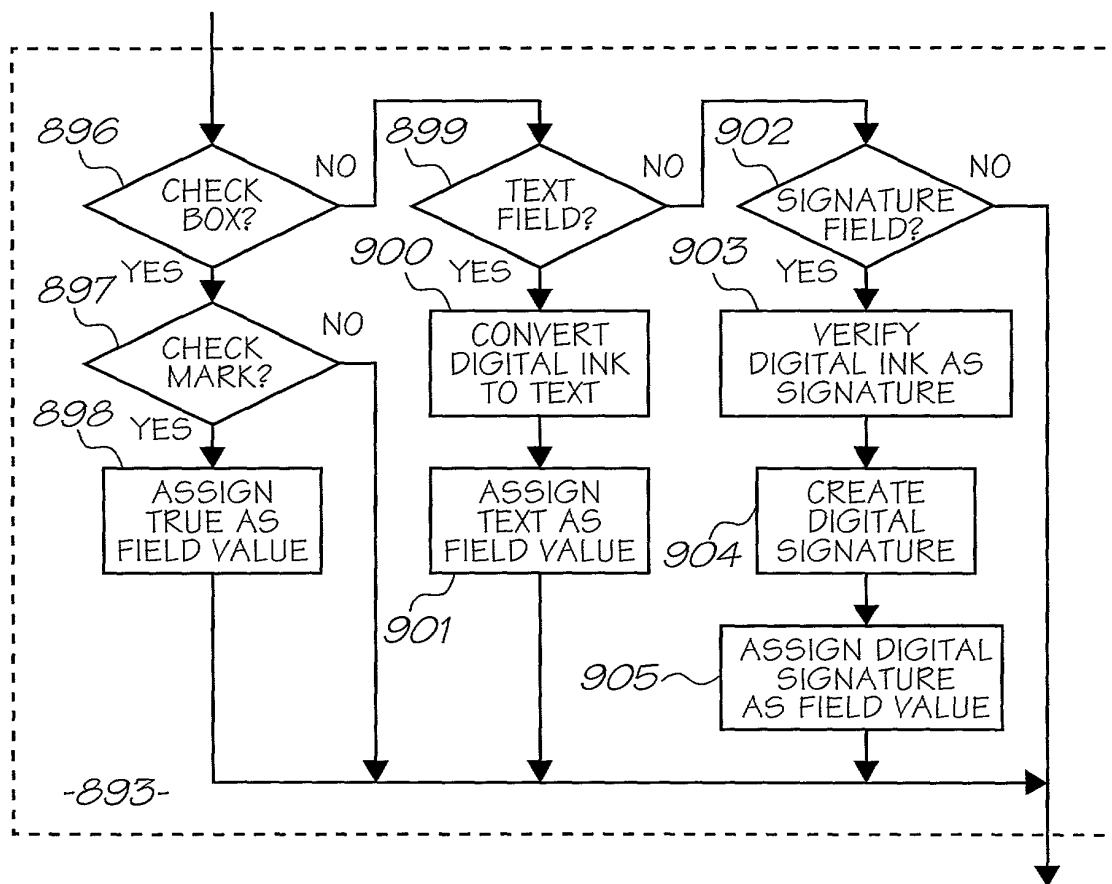 896
CHECK
BOX?
NO
YES
899
TEXT
FIELD?
NO
YES
902
SIGNATURE
FIELD?
NO
YES
897
CHECK
MARK?
NO
YES
898
ASSIGN
TRUE AS
FIELD VALUE
900
CONVERT
DIGITAL INK
TO TEXT
ASSIGN
TEXT AS
FIELD VALUE
901
903
VERIFY
DIGITAL INK AS
SIGNATURE
CREATE
DIGITAL
SIGNATURE
904
ASSIGN DIGITAL
SIGNATURE
AS FIELD VALUE
905
-893-